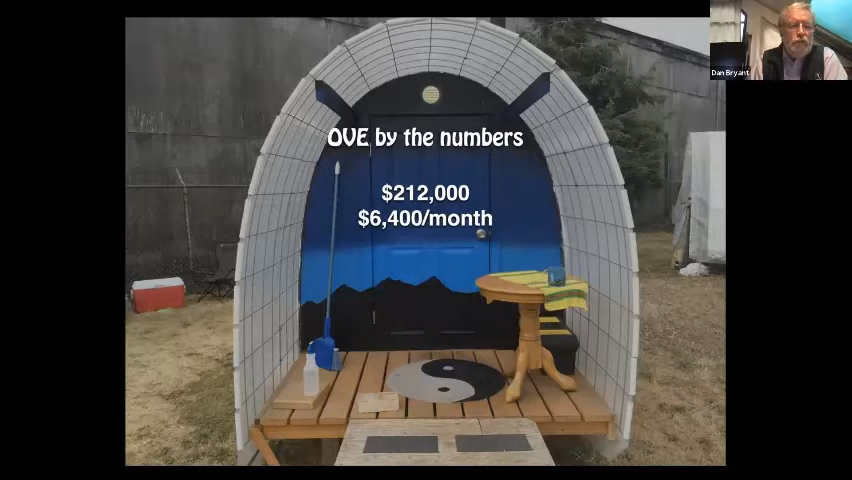 OVE by the numbers
$212,000
$6,400/month
Dan Bryant